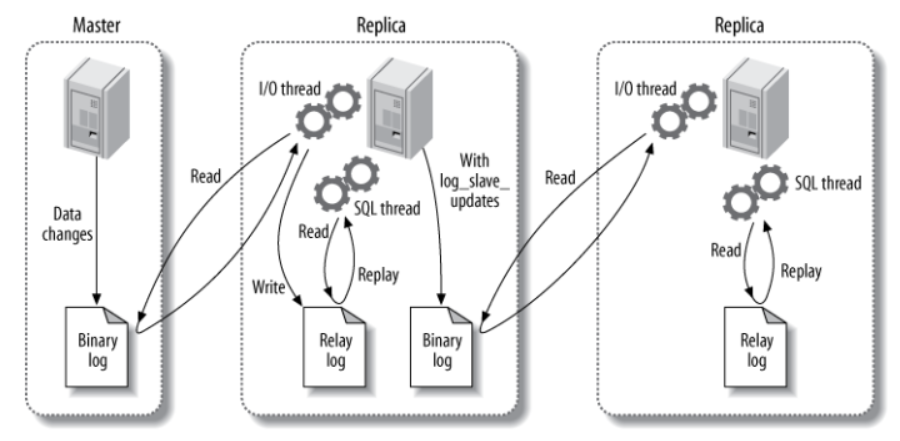 Master
Data
changes
Binary
log
Read
Replica
I/O thread
SQL thread
Read
Replay
Write
Relay
log
With
log_slave_
updates
Binary
log
Read
Replica
I/O thread
SQL thread
Read
Replay
Relay
log